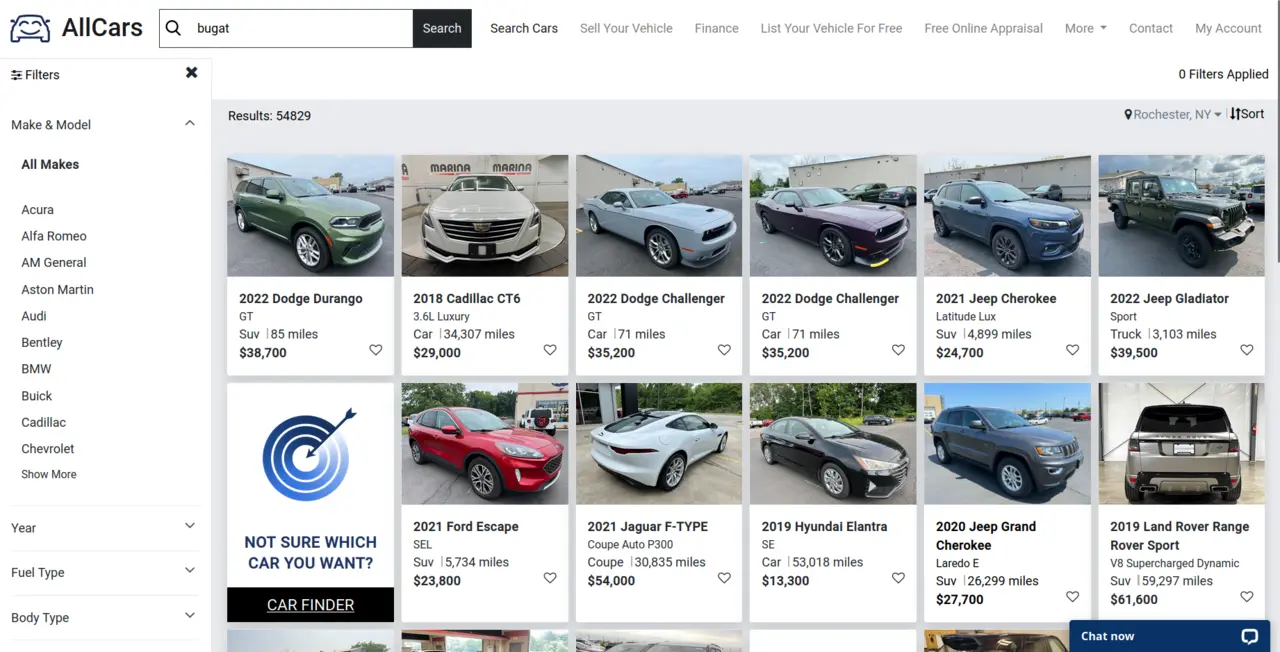 AllCars
bugat
Search
Search Cars
Sell Your Vehicle
Finance
List Your Vehicle For Free
Free Online Appraisal
More
Contact
My Account
Filters
0 Filters Applied
Make & Model
All Makes
Acura
Alfa Romeo
AM General
Aston Martin
Audi
Bentley
BMW
Buick
Cadillac
Chevrolet
Show More
Year
Fuel Type
Body Type
Results: 54829
Rochester, NY
Sort
2022 Dodge Durango
GT
Suv | 85 miles
$38,700
MARINA MARINA
2018 Cadillac CT6
3.6L Luxury
Car | 34,307 miles
$29,000
2022 Dodge Challenger
GT
Car | 71 miles
$35,200
2022 Dodge Challenger
GT
Car | 71 miles
$35,200
2021 Jeep Cherokee
Latitude Lux
Suv | 4,899 miles
$24,700
2022 Jeep Gladiator
Sport
Truck | 3,103 miles
$39,500
NOT SURE WHICH
CAR YOU WANT?
CAR FINDER
2021 Ford Escape
SEL
Suv | 5,734 miles
$23,800
2021 Jaguar F-TYPE
Coupe Auto P300
Coupe | 30,835 miles
$54,000
2019 Hyundai Elantra
SE
Car | 53,018 miles
$13,300
2020 Jeep Grand
Cherokee
Laredo E
Suv | 26,299 miles
$27,700
2019 Land Rover Range
Rover Sport
V8 Supercharged Dynamic
Suv | 59,297 miles
$61,600
Chat now